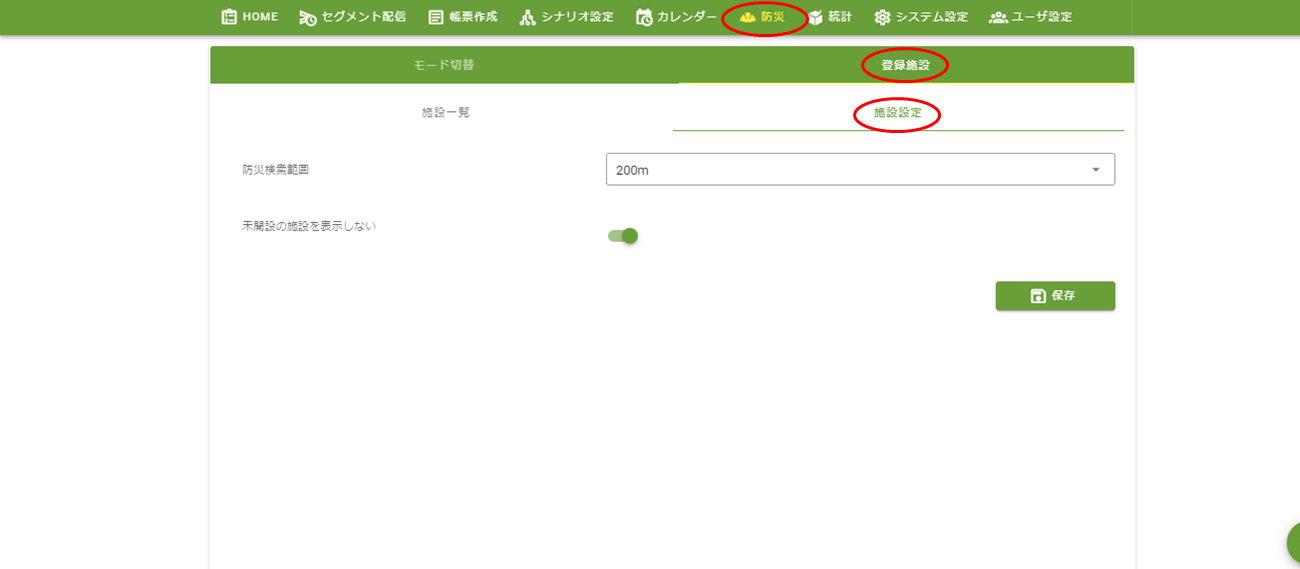 HOME セグメント配信 帳票作成 シナリオ設定 カレンダー 防災 統計 システム設定 ユーザ設定
モード切替 登録施設
施設一覧 施設設定
防災検索範囲 200m
未開設の施設を表示しない
保存